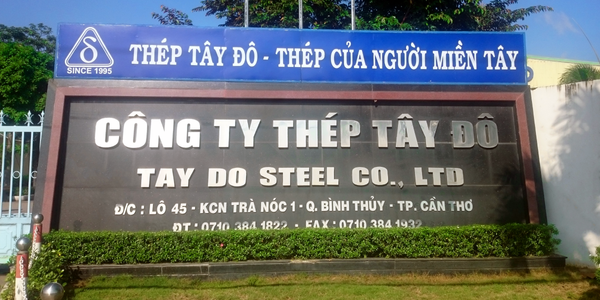 δ
SINCE 1995
THÉP TÂY ĐÔ - THÉP CỦA NGƯỜI MIỀN TÂY
CÔNG TY THÉP TÂY ĐÔ
TAY DO STEEL CO., LTD
Đ/C : LÔ 45 - KCN TRÀ NÓC 1 - Q. BÌNH THỦY - TP. CẦN THƠ
ĐT : 0710 384 1822 - FAX : 0710 384 1932